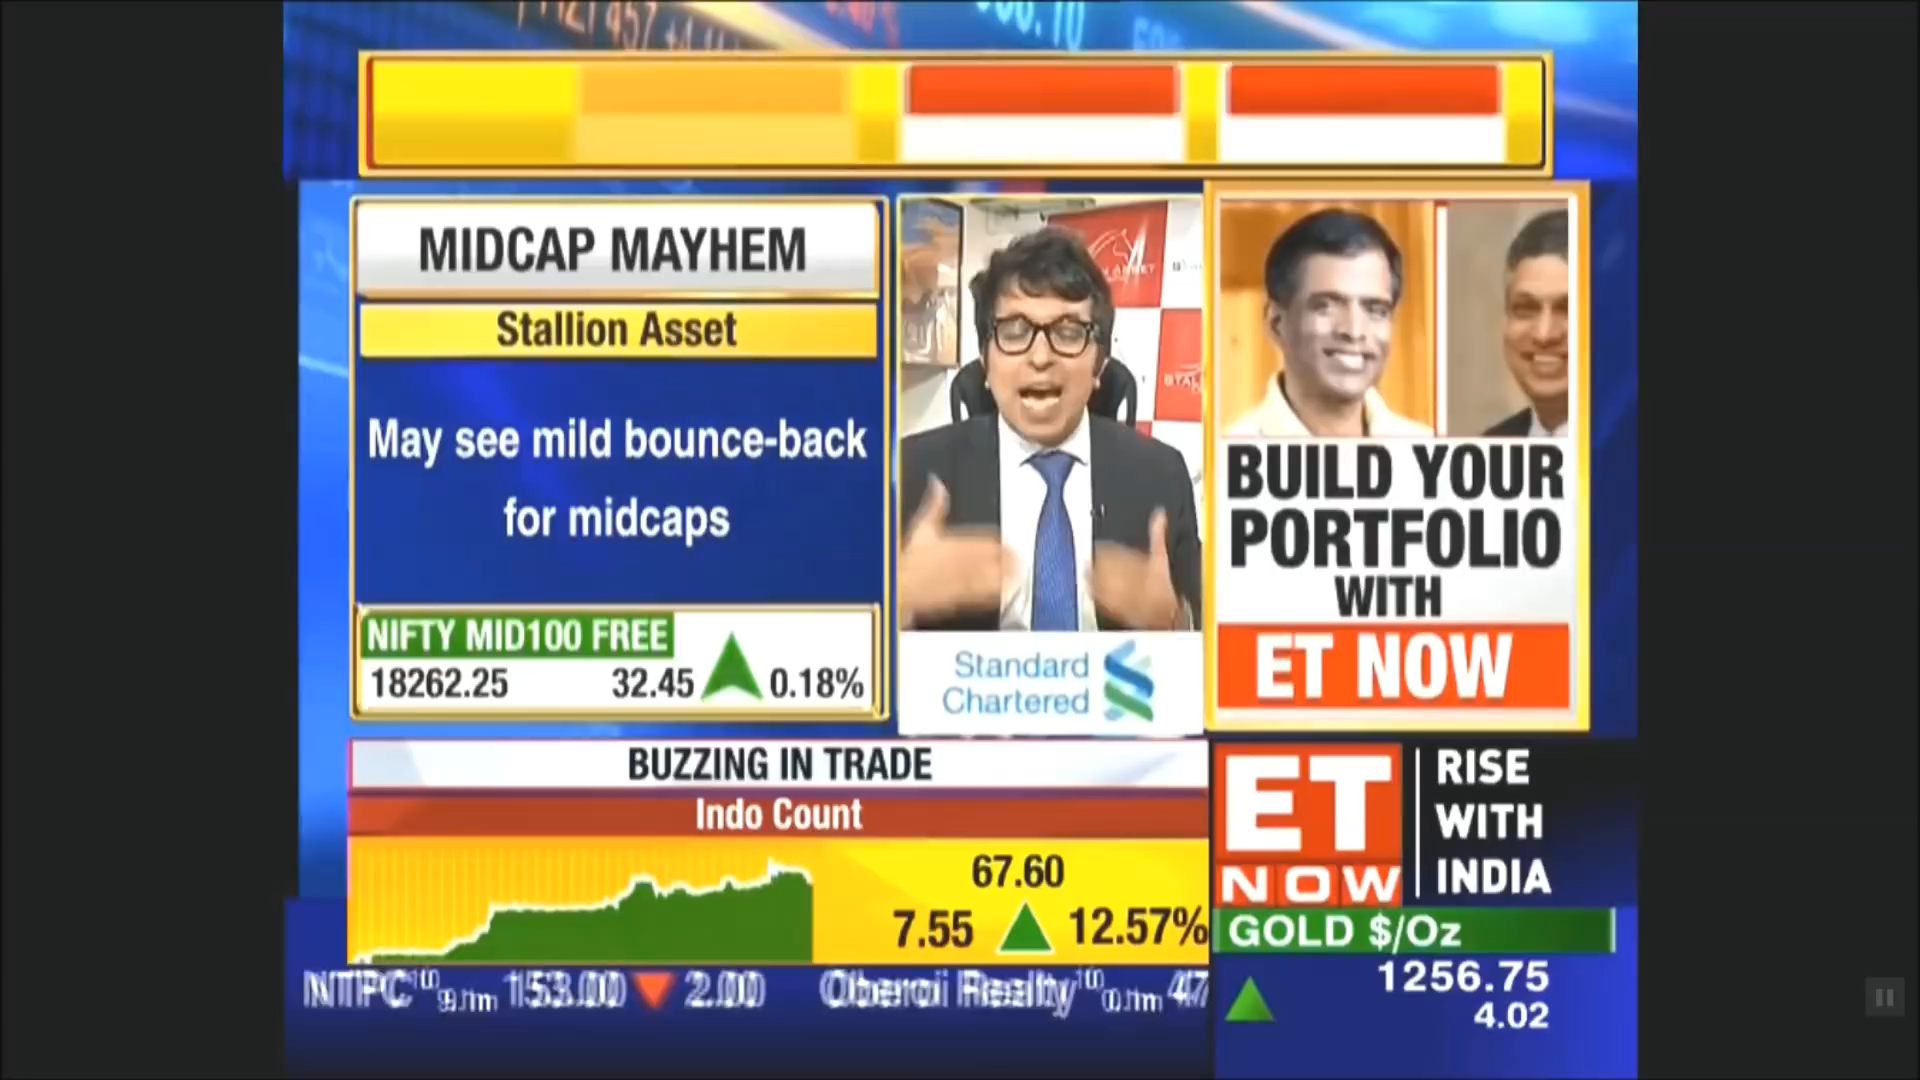 MIDCAP MAYHEM
Stallion Asset
May see mild bounce-back
for midcaps
NIFTY MID100 FREE
18262.25 32.45 0.18%
Standard
Chartered
BUILD YOUR
PORTFOLIO
WITH
ET NOW
BUZZING IN TRADE
Indo Count
67.60
7.55 12.57%
ET
NOW
RISE
WITH
INDIA
GOLD $/Oz
1256.75
4.02
NTPC 153.00 2.00 Oberoi Realty 47